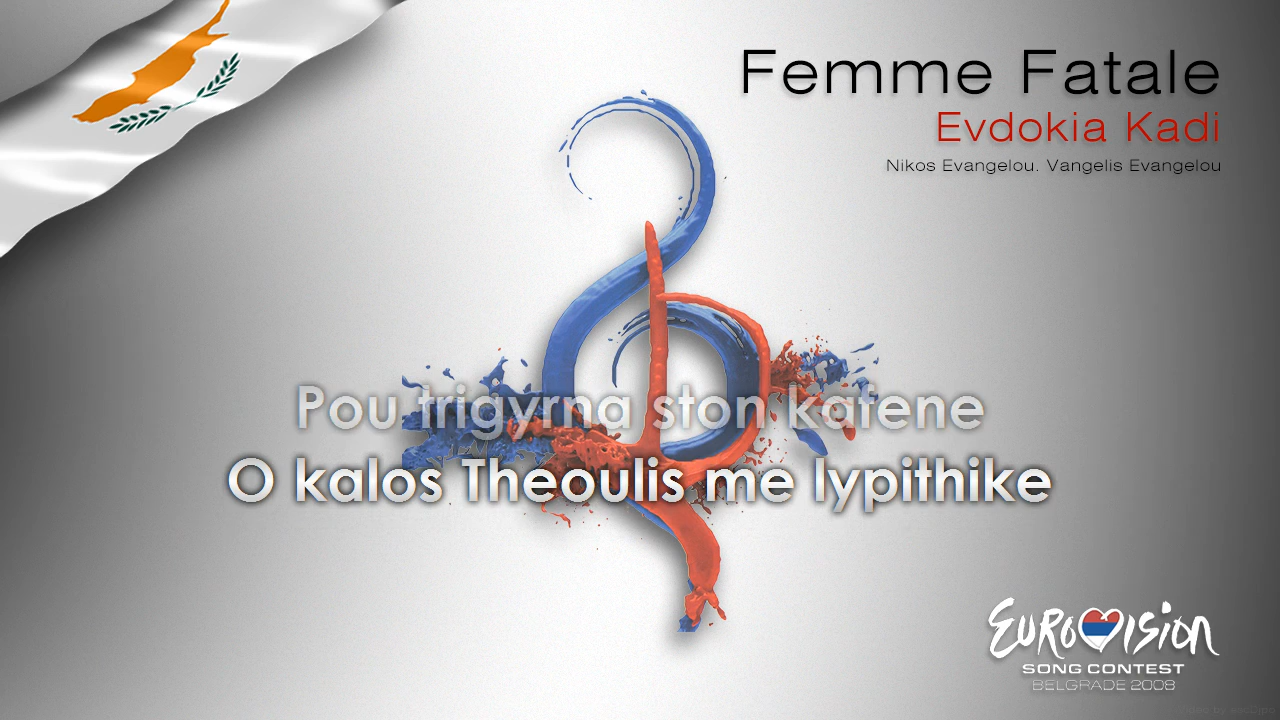 Femme Fatale
Evdokia Kadi
Nikos Evangelou. Vangelis Evangelou
Pou trigyrna ston kafene
O kalos Theoulis me lypithike
EUROVISION
SONG CONTEST
BELGRADE 2008